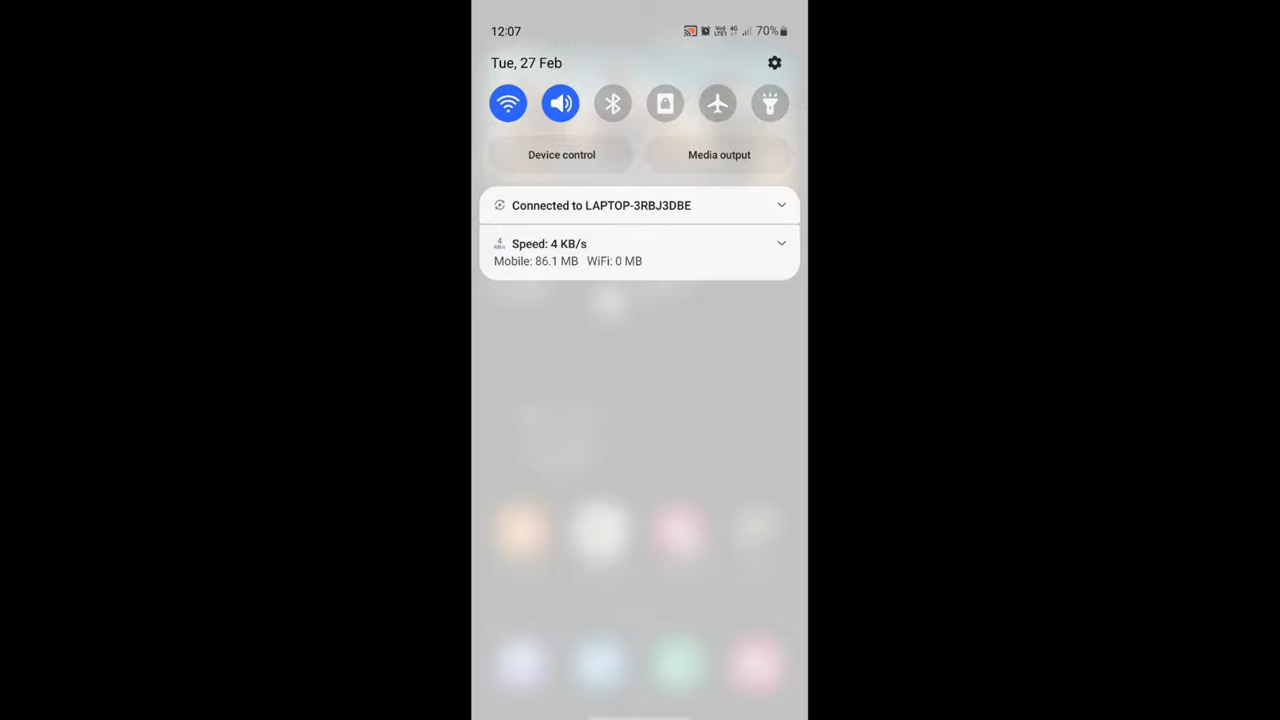 12:07 70%
Tue, 27 Feb
Device control Media output
Connected to LAPTOP-3RBJ3DBE
Speed: 4 KB/s
Mobile: 86.1 MB WiFi: 0 MB